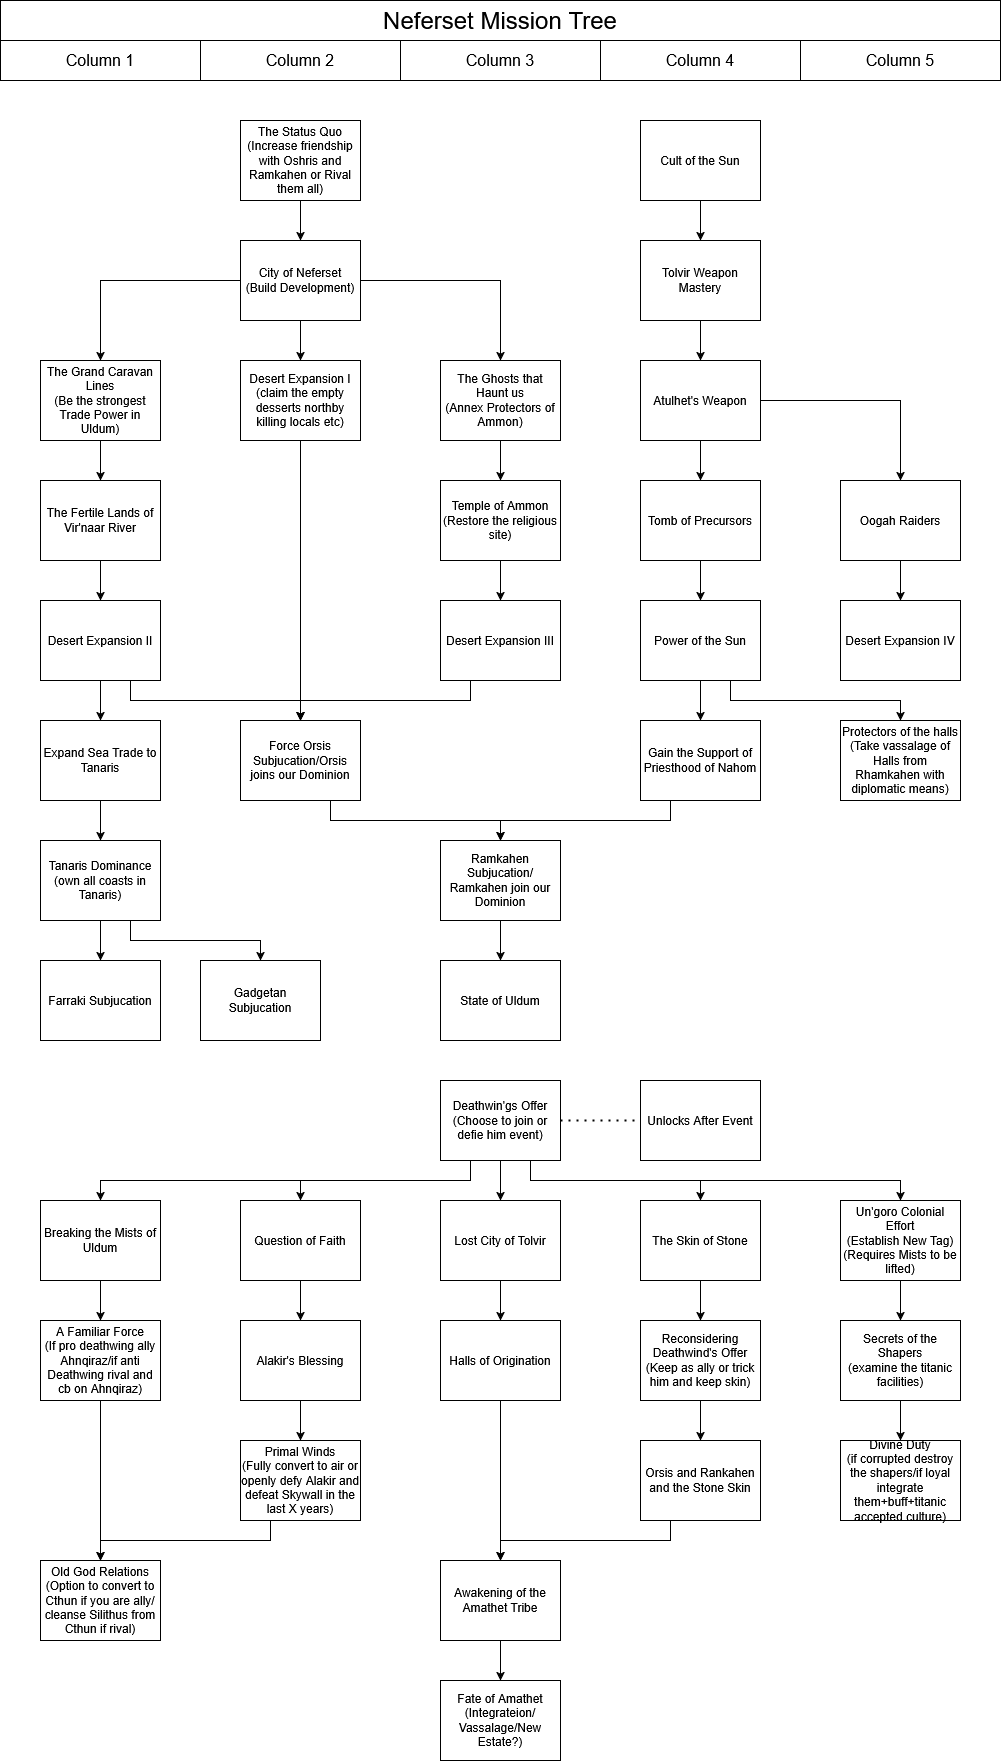 Neferset Mission Tree
Column 1
Column 2
Column 3
Column 4
Column 5
The Status Quo
(Increase friendship
with Oshris and
Ramkahen or Rival
them all)
Cult of the Sun
City of Neferset
(Build Development)
Tolvir Weapon
Mastery
The Grand Caravan
Lines
(Be the strongest
Trade Power in
Uldum)
Desert Expansion I
(claim the empty
desserts northby
killing locals etc)
The Ghosts that
Haunt us
(Annex Protectors of
Ammon)
Atulhet's Weapon
The Fertile Lands of
Vir'naar River
Temple of Ammon
(Restore the religious
site)
Tomb of Precursors
Oogah Raiders
Desert Expansion II
Desert Expansion III
Power of the Sun
Desert Expansion IV
Expand Sea Trade to
Tanaris
Force Orsis
Subjucation/Orsis
joins our Dominion
Gain the Support of
Priesthood of Nahom
Protectors of the halls
(Take vassalage of
Halls from
Rhamkahen with
diplomatic means)
Tanaris Dominance
(own all coasts in
Tanaris)
Ramkahen
Subjucation/
Ramkahen join our
Dominion
Farraki Subjucation
Gadgetan
Subjucation
State of Uldum
Deathwin'gs Offer
(Choose to join or
defie him event)
Unlocks After Event
Breaking the Mists of
Uldum
Question of Faith
Lost City of Tolvir
The Skin of Stone
Un'goro Colonial
Effort
(Establish New Tag)
(Requires Mists to be
lifted)
A Familiar Force
(If pro deathwing ally
Ahnqiraz/if anti
Deathwing rival and
cb on Ahnqiraz)
Alakir's Blessing
Halls of Origination
Reconsidering
Deathwind's Offer
(Keep as ally or trick
him and keep skin)
Secrets of the
Shapers
(examine the titanic
facilities)
Primal Winds
(Fully convert to air or
openly defy Alakir and
defeat Skywall in the
last X years)
Orsis and Rankahen
and the Stone Skin
Divine Duty
(if corrupted destroy
the shapers/if loyal
integrate
them+buff+titanic
accepted culture)
Old God Relations
(Option to convert to
Cthun if you are ally/
cleanse Silithus from
Cthun if rival)
Awakening of the
Amathet Tribe
Fate of Amathet
(Integrateion/
Vassalage/New
Estate?)